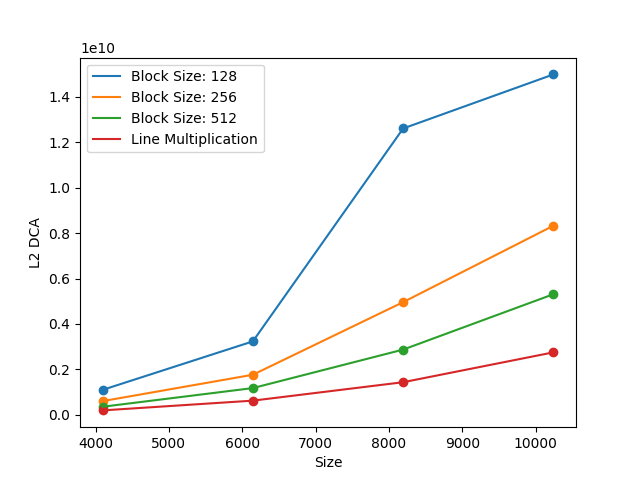 1e10
Block Size: 128
Block Size: 256
Block Size: 512
Line Multiplication
L2 DCA
1.4
1.2
1.0
0.8
0.6
0.4
0.2
0.0
4000 5000 6000 7000 8000 9000 10000
Size